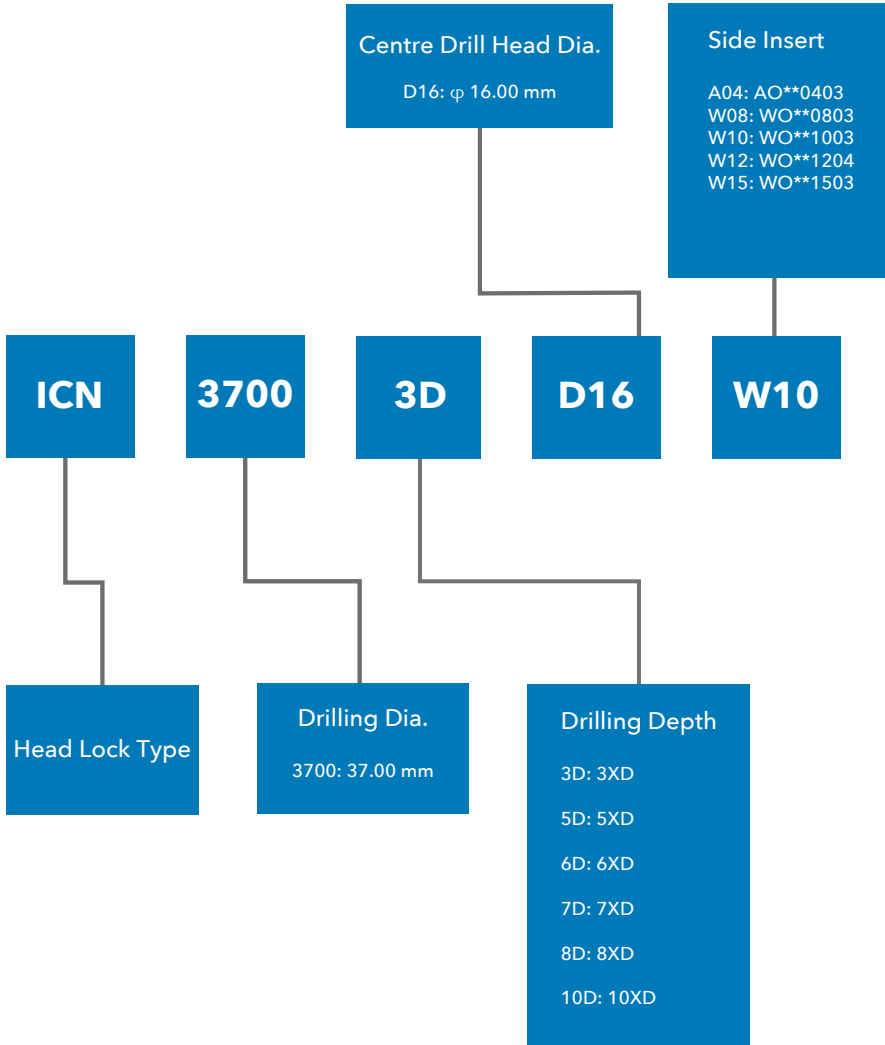 Centre Drill Head Dia.
D16: φ 16.00 mm
Side Insert
A04: AO**0403
W08: WO**0803
W10: WO**1003
W12: WO**1204
W15: WO**1503
ICN
3700
3D
D16
W10
Head Lock Type
Drilling Dia.
3700: 37.00 mm
Drilling Depth
3D: 3XD
5D: 5XD
6D: 6XD
7D: 7XD
8D: 8XD
10D: 10XD